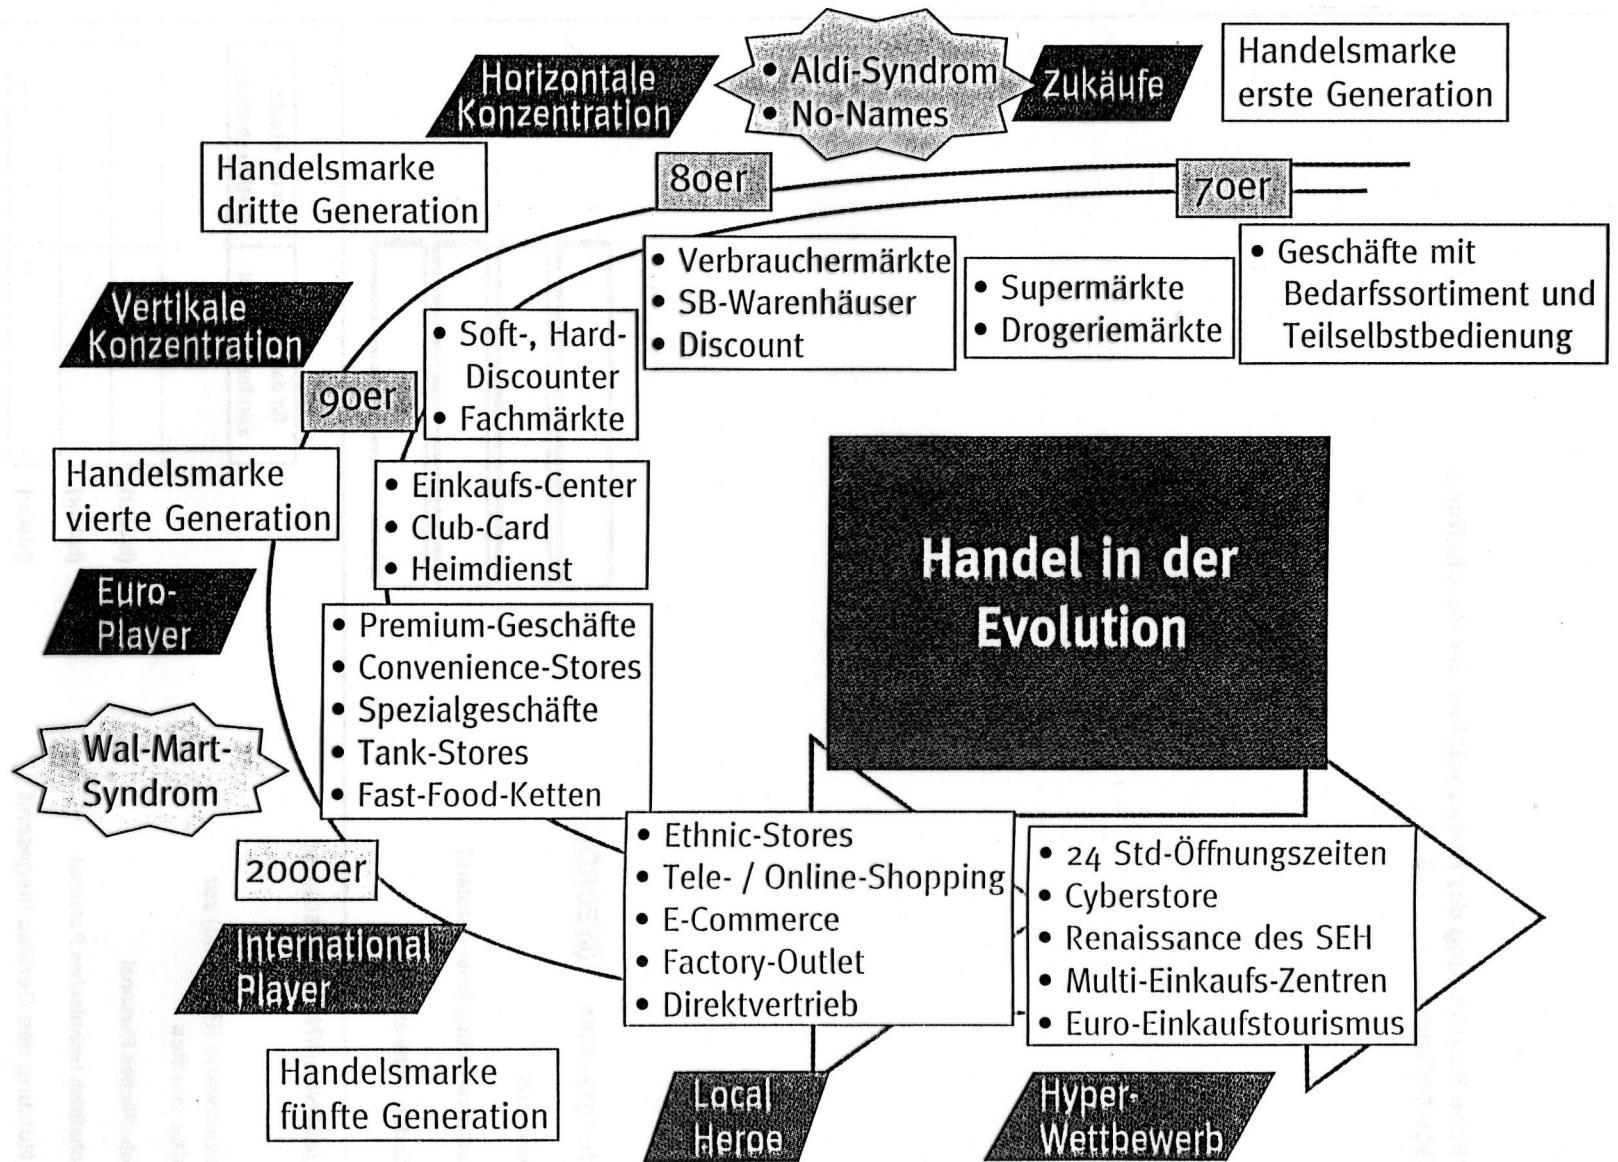 Horizontale
Konzentration
• Aldi-Syndrom
• No-Names
Zukäufe
Handelsmarke
erste Generation
Handelsmarke
dritte Generation
80er
70er
• Verbrauchermärkte
• SB-Warenhäuser
• Discount
• Supermärkte
• Drogeriemärkte
• Geschäfte mit
Bedarfssortiment und
Teilselbstbedienung
Vertikale
Konzentration
90er
• Soft-, Hard-
Discounter
• Fachmärkte
Handelsmarke
vierte Generation
• Einkaufs-Center
• Club-Card
• Heimdienst
Handel in der
Evolution
Euro-
Player
• Premium-Geschäfte
• Convenience-Stores
• Spezialgeschäfte
• Tank-Stores
• Fast-Food-Ketten
Wal-Mart-
Syndrom
2000er
• Ethnic-Stores
• Tele- / Online-Shopping
• E-Commerce
• Factory-Outlet
• Direktvertrieb
• 24 Std-Öffnungszeiten
• Cyberstore
• Renaissance des SEH
• Multi-Einkaufs-Zentren
• Euro-Einkaufstourismus
International
Player
Handelsmarke
fünfte Generation
Local
Heroe
Hyper-
Wettbewerb